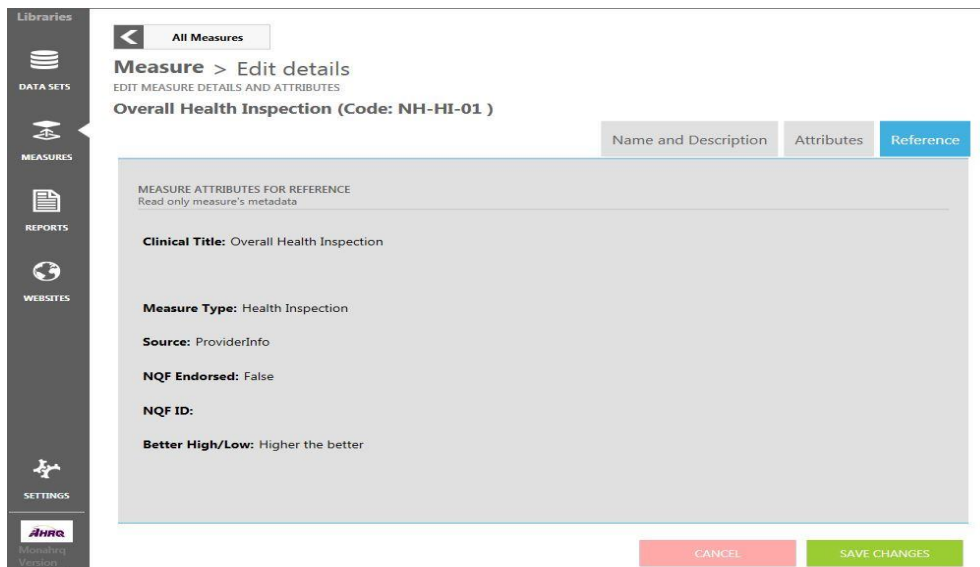 Libraries
DATA SETS
MEASURES
REPORTS
WEBSITES
SETTINGS
AHRQ
Monahrq
Version
All Measures
Measure > Edit details
EDIT MEASURE DETAILS AND ATTRIBUTES
Overall Health Inspection (Code: NH-HI-01 )
Name and Description Attributes Reference
MEASURE ATTRIBUTES FOR REFERENCE
Read only measure's metadata
Clinical Title: Overall Health Inspection
Measure Type: Health Inspection
Source: ProviderInfo
NQF Endorsed: False
NQF ID:
Better High/Low: Higher the better
CANCEL SAVE CHANGES